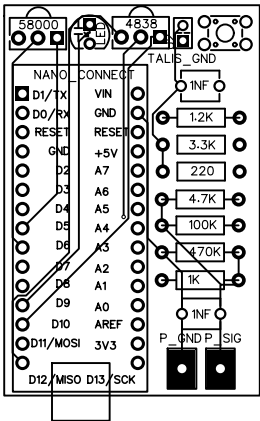 58000 LED 4838
TALIS_GND
NANO_CONNECT
D1/TX VIN
1NF
D0/RX GND
1.2K
RESET RESET
GND +5V
3.3K
D2 A7
220
D3 A6
4.7K
D4 A5
D5 A4
100K
D6 A3
470K
D7 A2
D8 A1
1K
D9 A0
1NF
D10 AREF
D11/MOSI 3V3
P_GND P_SIG
D12/MISO D13/SCK